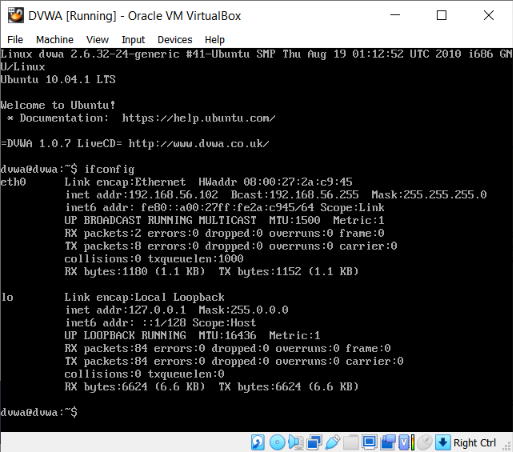 DVWA [Running] - Oracle VM VirtualBox
File Machine View Input Devices Help
Linux dvwa 2.6.32-24-generic #41-Ubuntu SMP Thu Aug 19 01:12:52 UTC 2010 i686 GN
U/Linux
Ubuntu 10.04.1 LTS
Welcome to Ubuntu!
* Documentation: https://help.ubuntu.com/
=DVWA 1.0.7 LiveCD= http://www.dvwa.co.uk/
dvwa@dvwa:~$ ifconfig
eth0 Link encap:Ethernet HWaddr 08:00:27:2a:c9:45
inet addr:192.168.56.102 Bcast:192.168.56.255 Mask:255.255.255.0
inet6 addr: fe80::a00:27ff:fe2a:c945/64 Scope:Link
UP BROADCAST RUNNING MULTICAST MTU:1500 Metric:1
RX packets:2 errors:0 dropped:0 overruns:0 frame:0
TX packets:8 errors:0 dropped:0 overruns:0 carrier:0
collisions:0 txqueuelen:1000
RX bytes:1180 (1.1 KB) TX bytes:1152 (1.1 KB)
lo Link encap:Local Loopback
inet addr:127.0.0.1 Mask:255.0.0.0
inet6 addr: ::1/128 Scope:Host
UP LOOPBACK RUNNING MTU:16436 Metric:1
RX packets:84 errors:0 dropped:0 overruns:0 frame:0
TX packets:84 errors:0 dropped:0 overruns:0 carrier:0
collisions:0 txqueuelen:0
RX bytes:6624 (6.6 KB) TX bytes:6624 (6.6 KB)
dvwa@dvwa:~$
Right Ctrl